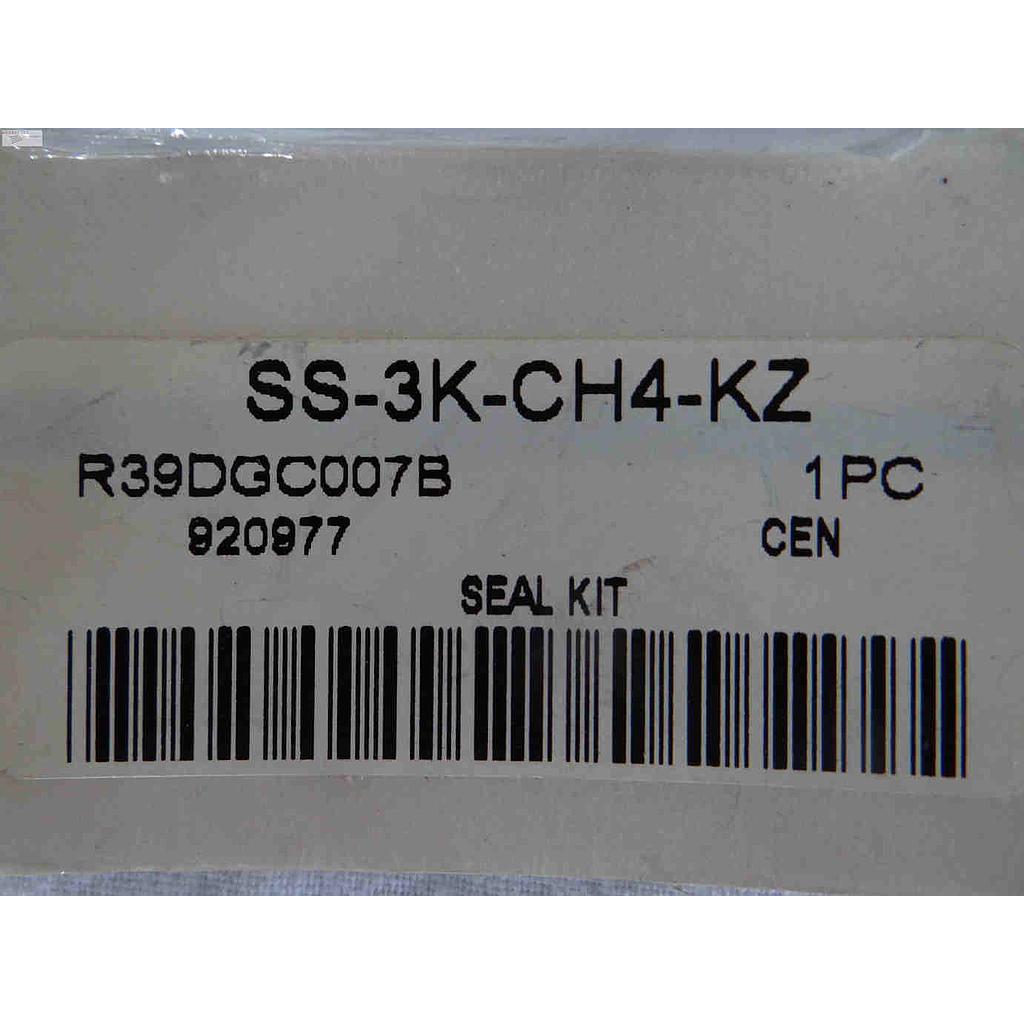 SS-3K-CH4-KZ
R39DGC007B 1PC
920977 CEN
SEAL KIT